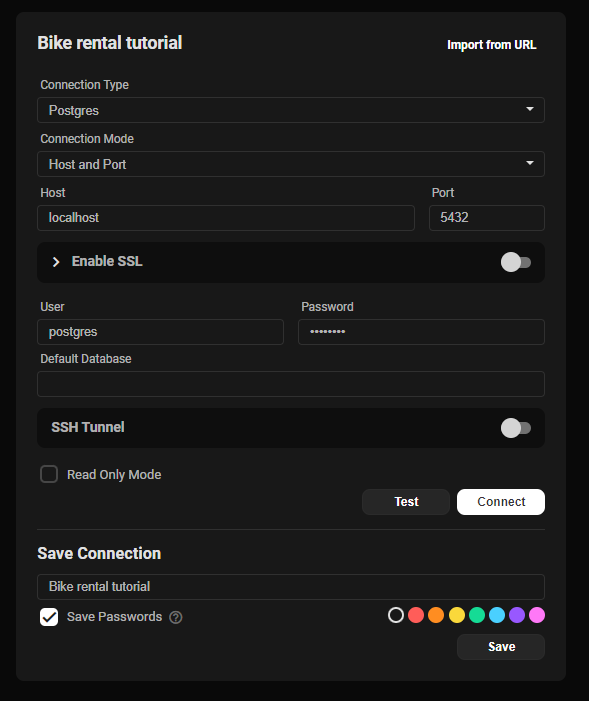 Bike rental tutorial
Import from URL
Connection Type
Postgres
Connection Mode
Host and Port
Host Port
localhost 5432
Enable SSL
User Password
postgres ••••••••
Default Database
SSH Tunnel
Read Only Mode
Test Connect
Save Connection
Bike rental tutorial
Save Passwords ?
Save